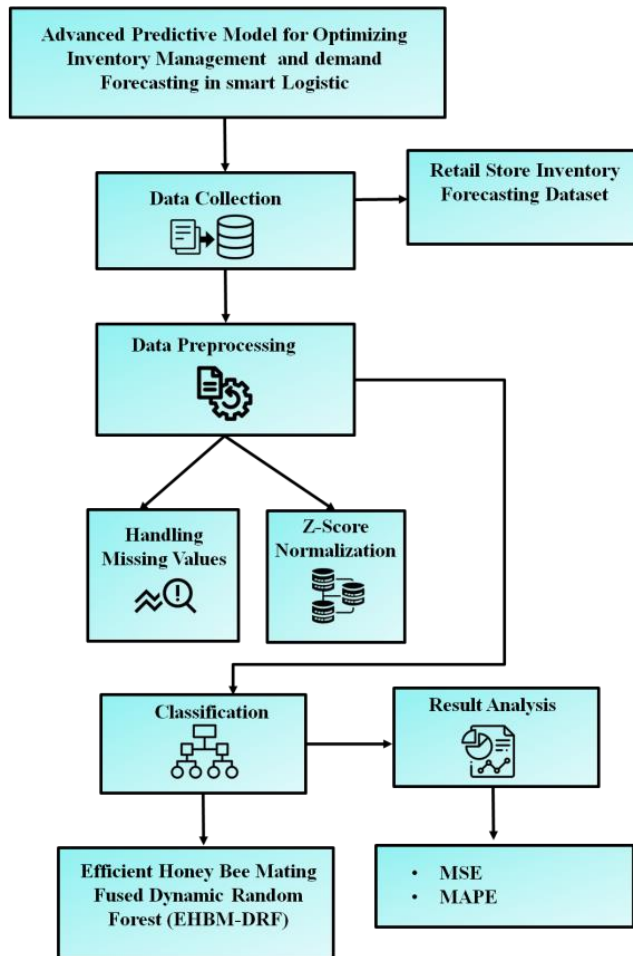 Advanced Predictive Model for Optimizing
Inventory Management and demand
Forecasting in smart Logistic
Data Collection
Retail Store Inventory
Forecasting Dataset
Data Preprocessing
Handling
Missing Values
Z-Score
Normalization
Classification
Result Analysis
Efficient Honey Bee Mating
Fused Dynamic Random
Forest (EHBM-DRF)
• MSE
• MAPE